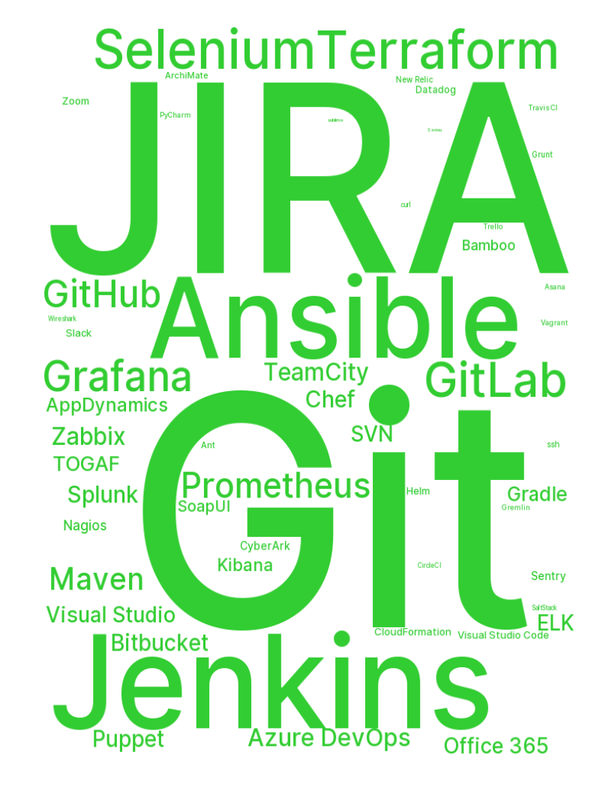 Selenium Terraform
ArchiMate
New Relic
Datadog
Zoom
PyCharm
TravisCI
JIRA
Grunt
curl
Trello
Bamboo
GitHub
Ansible
Asana
Wireshark
Slack
Vagrant
Grafana
TeamCity
GitLab
AppDynamics
Chef
Zabbix
SVN
Ant
ssh
TOGAF
Git
Prometheus
Splunk
SoapUI
Helm
Gradle
Gremlin
Nagios
CyberArk
Kibana
CircleCI
Maven
Sentry
Visual Studio
SaltStack
ELK
CloudFormation
Visual Studio Code
Bitbucket
Jenkins
Puppet
Azure DevOps
Office 365